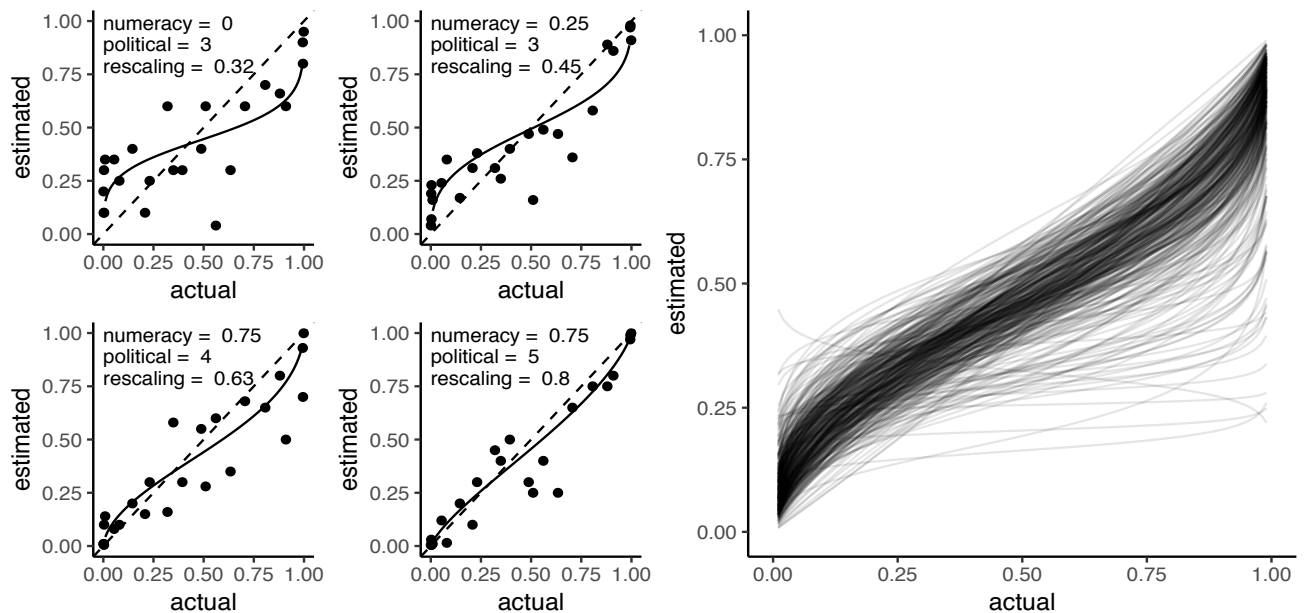 numeracy = 0
political = 3
rescaling = 0.32
estimated
1.00
0.75
0.50
0.25
0.00
0.00 0.25 0.50 0.75 1.00
actual
numeracy = 0.25
political = 3
rescaling = 0.45
estimated
1.00
0.75
0.50
0.25
0.00
0.00 0.25 0.50 0.75 1.00
actual
numeracy = 0.75
political = 4
rescaling = 0.63
estimated
1.00
0.75
0.50
0.25
0.00
0.00 0.25 0.50 0.75 1.00
actual
numeracy = 0.75
political = 5
rescaling = 0.8
estimated
1.00
0.75
0.50
0.25
0.00
0.00 0.25 0.50 0.75 1.00
actual
estimated
1.00
0.75
0.50
0.25
0.00
0.00 0.25 0.50 0.75 1.00
actual